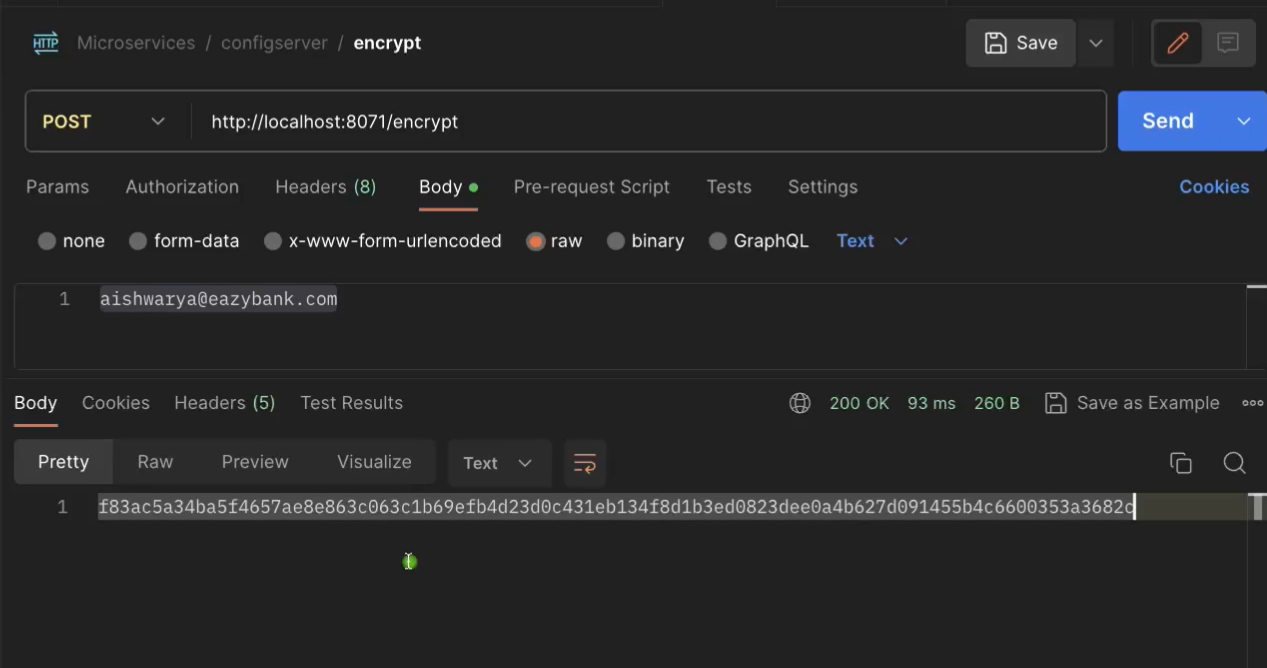 HTTP Microservices / configserver / encrypt Save
POST http://localhost:8071/encrypt Send
Params Authorization Headers (8) Body Pre-request Script Tests Settings Cookies
none form-data x-www-form-urlencoded raw binary GraphQL Text
1 aishwarya@eazybank.com
Body Cookies Headers (5) Test Results 200 OK 93 ms 260 B Save as Example
Pretty Raw Preview Visualize Text
1 f83ac5a34ba5f4657ae8e863c063c1b69efb4d23d0c431eb134f8d1b3ed0823dee0a4b627d091455b4c6600353a3682c